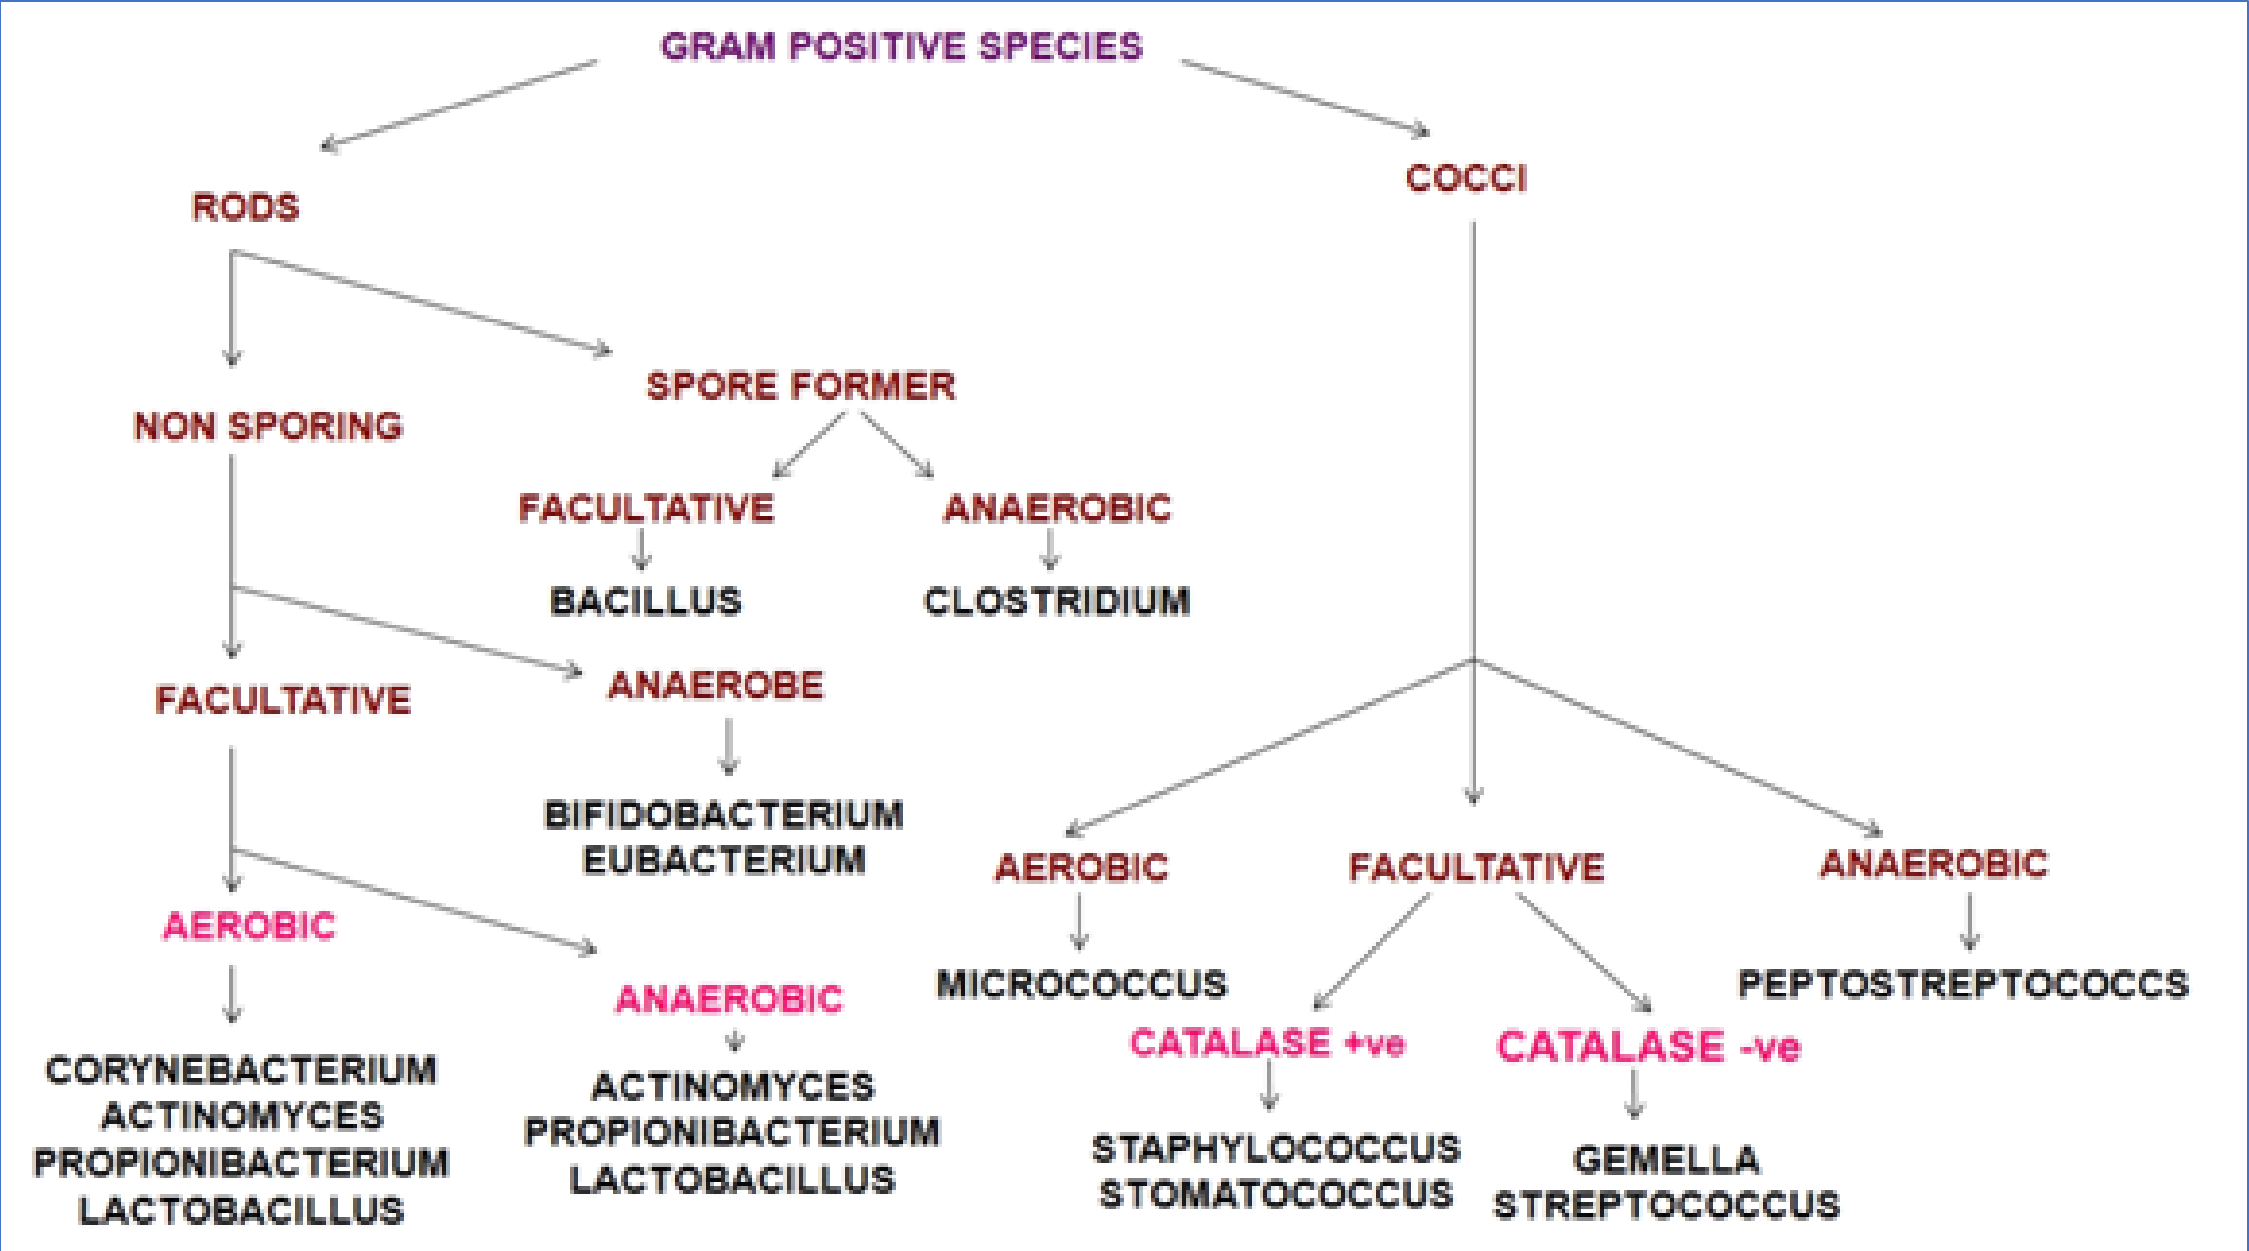 GRAM POSITIVE SPECIES
COCCI
RODS
SPORE FORMER
NON SPORING
FACULTATIVE
ANAEROBIC
BACILLUS
CLOSTRIDIUM
ANAEROBE
FACULTATIVE
BIFIDOBACTERIUM
EUBACTERIUM
AEROBIC
FACULTATIVE
ANAEROBIC
AEROBIC
ANAEROBIC
MICROCOCCUS
PEPTOSTREPTOCOCCS
CATALASE +ve
CATALASE -ve
CORYNEBACTERIUM
ACTINOMYCES
PROPIONIBACTERIUM
LACTOBACILLUS
ACTINOMYCES
PROPIONIBACTERIUM
LACTOBACILLUS
STAPHYLOCOCCUS
STOMATOCOCCUS
GEMELLA
STREPTOCOCCUS